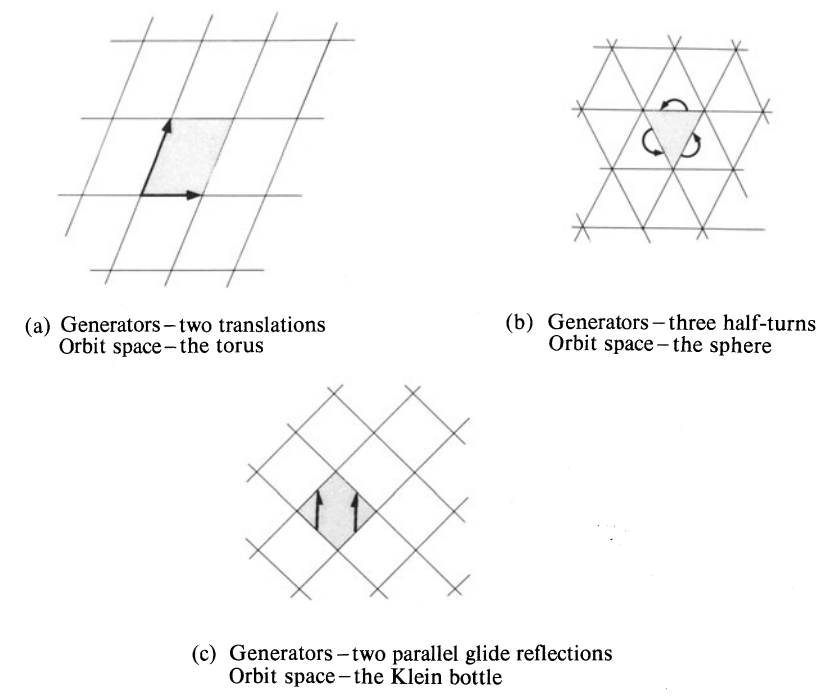 (a) Generators–two translations
Orbit space–the torus
(b) Generators–three half-turns
Orbit space–the sphere
(c) Generators–two parallel glide reflections
Orbit space–the Klein bottle